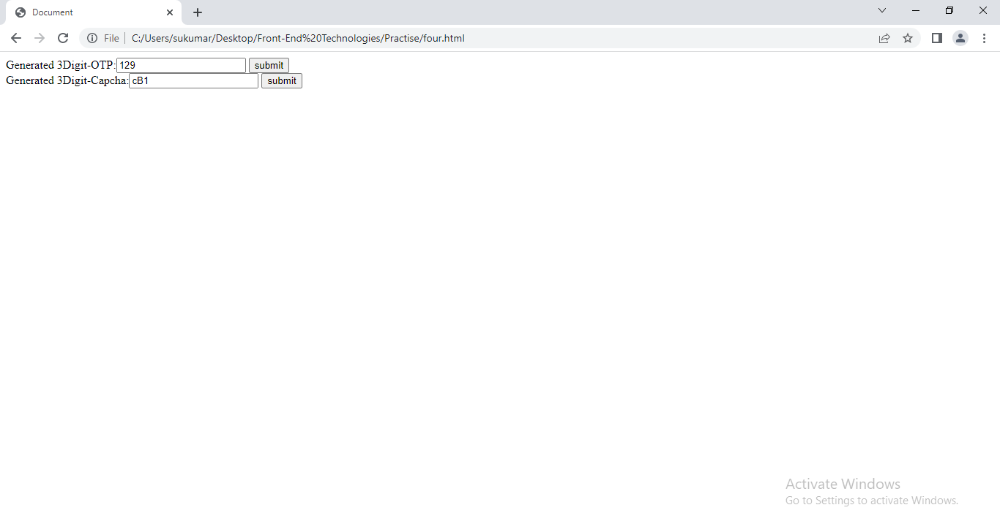 Document
File C:/Users/sukumar/Desktop/Front-End%20Technologies/Practise/four.html
Generated 3Digit-OTP: 129 submit
Generated 3Digit-Capcha: cB1 submit
Activate Windows
Go to Settings to activate Windows.